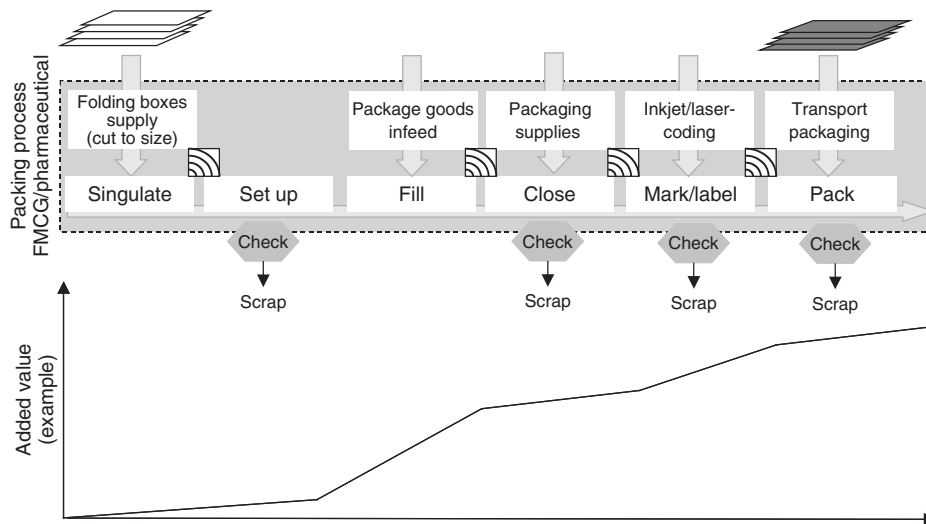 Packing process
FMCG/pharmaceutical
Folding boxes
supply
(cut to size)
Package goods
infeed
Packaging
supplies
Inkjet/laser-
coding
Transport
packaging
Singulate
Set up
Fill
Close
Mark/label
Pack
Check
Check
Check
Check
Scrap
Scrap
Scrap
Scrap
Added value
(example)